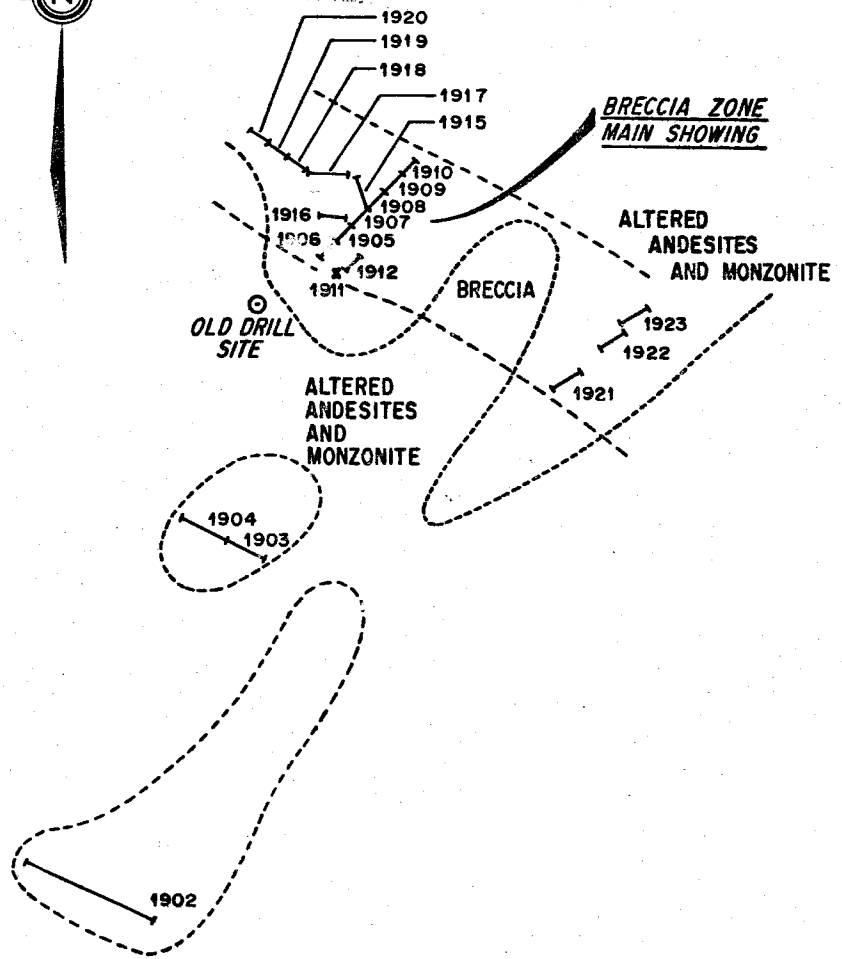 1920
1919
1918
1917
1915
BRECCIA ZONE
MAIN SHOWING
1910
1909
1908
1907
1916
1905
1906
1912
1911
ALTERED
ANDESITES
AND MONZONITE
BRECCIA
OLD DRILL
SITE
1923
1922
1921
ALTERED
ANDESITES
AND
MONZONITE
1904
1903
1902